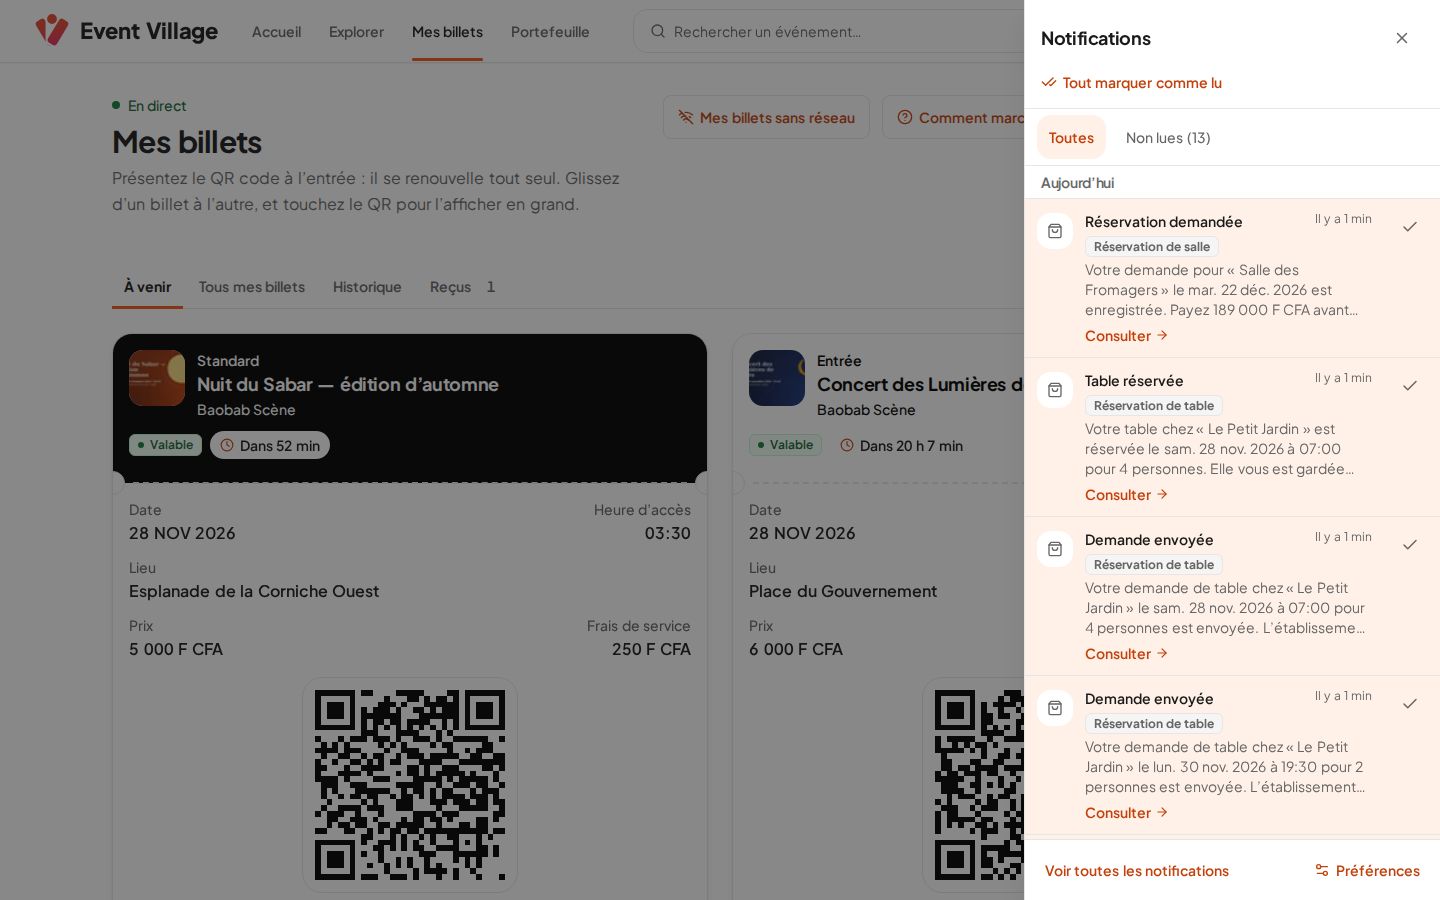 Event Village
Accueil
Explorer
Mes billets
Portefeuille
Rechercher un événement…
En direct
Mes billets
Présentez le QR code à l’entrée : il se renouvelle tout seul. Glissez
d’un billet à l’autre, et touchez le QR pour l’afficher en grand.
Mes billets sans réseau
Comment marc
À venir
Tous mes billets
Historique
Reçus 1
Standard
Nuit du Sabar — édition d’automne
Baobab Scène
Valable
Dans 52 min
Date
Heure d’accès
28 NOV 2026
03:30
Lieu
Esplanade de la Corniche Ouest
Prix
Frais de service
5 000 F CFA
250 F CFA
Entrée
Concert des Lumières d
Baobab Scène
Valable
Dans 20 h 7 min
Date
28 NOV 2026
Lieu
Place du Gouvernement
Prix
6 000 F CFA
Notifications
Tout marquer comme lu
Toutes
Non lues (13)
Aujourd’hui
Réservation demandée
Il y a 1 min
Réservation de salle
Votre demande pour « Salle des
Fromagers » le mar. 22 déc. 2026 est
enregistrée. Payez 189 000 F CFA avant…
Consulter
Table réservée
Il y a 1 min
Réservation de table
Votre table chez « Le Petit Jardin » est
réservée le sam. 28 nov. 2026 à 07:00
pour 4 personnes. Elle vous est gardée…
Consulter
Demande envoyée
Il y a 1 min
Réservation de table
Votre demande de table chez « Le Petit
Jardin » le sam. 28 nov. 2026 à 07:00 pour
4 personnes est envoyée. L’établisseme…
Consulter
Demande envoyée
Il y a 1 min
Réservation de table
Votre demande de table chez « Le Petit
Jardin » le lun. 30 nov. 2026 à 19:30 pour 2
personnes est envoyée. L’établissement…
Consulter
Voir toutes les notifications
Préférences